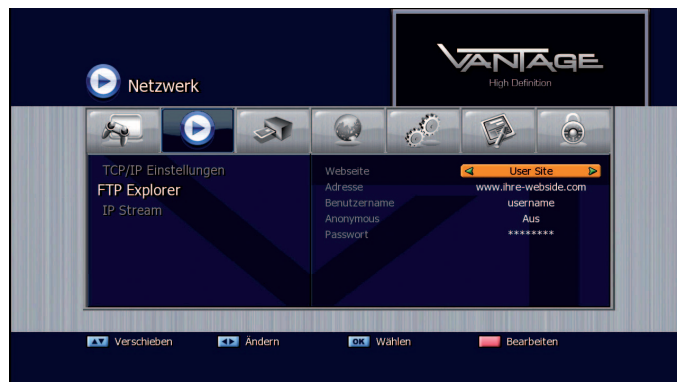 VANTAGE
High Definition
Netzwerk
TCP/IP Einstellungen
FTP Explorer
IP Stream
Webseite User Site
Adresse www.ihre-webside.com
Benutzername username
Anonymous Aus
Passwort ********
Verschieben Ändern OK Wählen Bearbeiten